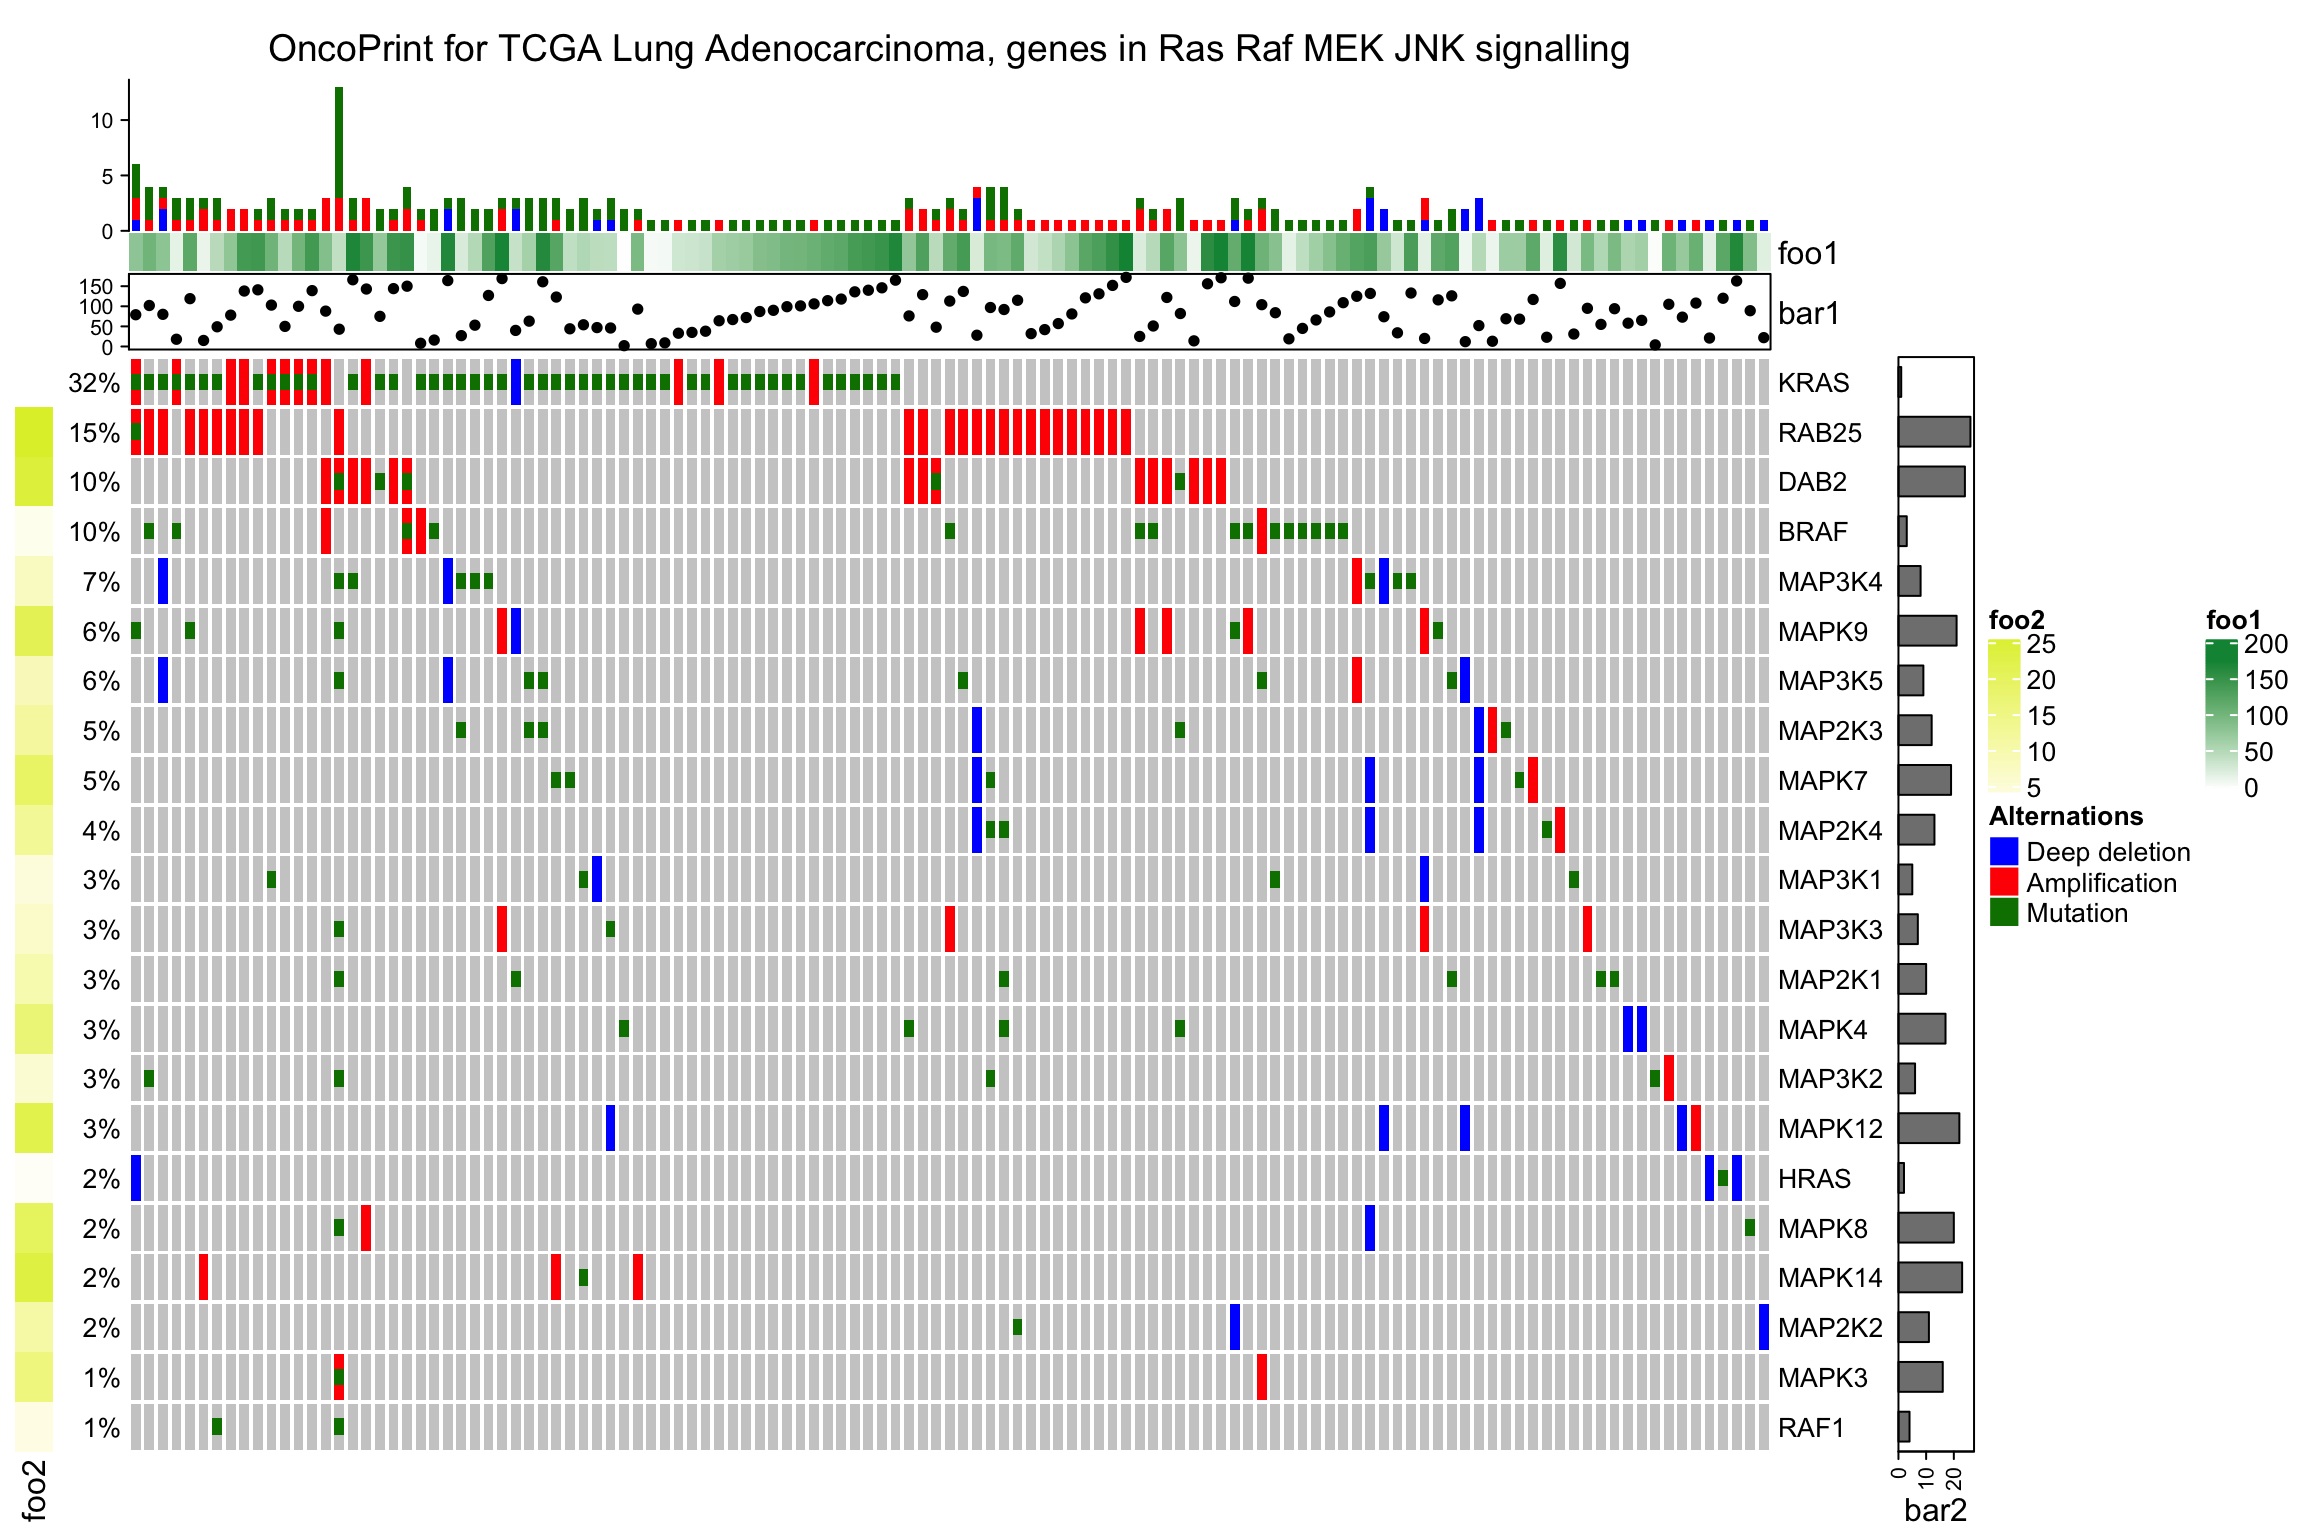 OncoPrint for TCGA Lung Adenocarcinoma, genes in Ras Raf MEK JNK signalling
10
5
0
foo1
150
100
50
0
bar1
32% KRAS
15% RAB25
10% DAB2
10% BRAF
7% MAP3K4
6% MAPK9
6% MAP3K5
5% MAP2K3
5% MAPK7
4% MAP2K4
3% MAP3K1
3% MAP3K3
3% MAP2K1
3% MAPK4
3% MAP3K2
3% MAPK12
2% HRAS
2% MAPK8
2% MAPK14
2% MAP2K2
1% MAPK3
1% RAF1
foo2
0 10 20
bar2
foo2
25
20
15
10
5
foo1
200
150
100
50
0
Alternations
Deep deletion
Amplification
Mutation